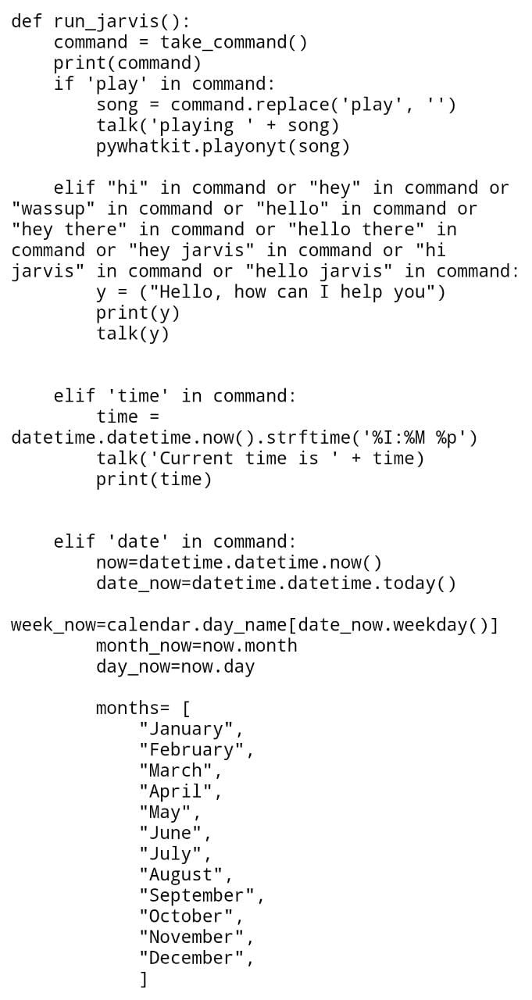 def run_jarvis():
    command = take_command()
    print(command)
    if 'play' in command:
        song = command.replace('play', '')
        talk('playing ' + song)
        pywhatkit.playonyt(song)

    elif "hi" in command or "hey" in command or
"wassup" in command or "hello" in command or
"hey there" in command or "hello there" in
command or "hey jarvis" in command or "hi
jarvis" in command or "hello jarvis" in command:
        y = ("Hello, how can I help you")
        print(y)
        talk(y)


    elif 'time' in command:
        time =
datetime.datetime.now().strftime('%I:%M %p')
        talk('Current time is ' + time)
        print(time)


    elif 'date' in command:
        now=datetime.datetime.now()
        date_now=datetime.datetime.today()

week_now=calendar.day_name[date_now.weekday()]
        month_now=now.month
        day_now=now.day

        months= [
            "January",
            "February",
            "March",
            "April",
            "May",
            "June",
            "July",
            "August",
            "September",
            "October",
            "November",
            "December",
            ]